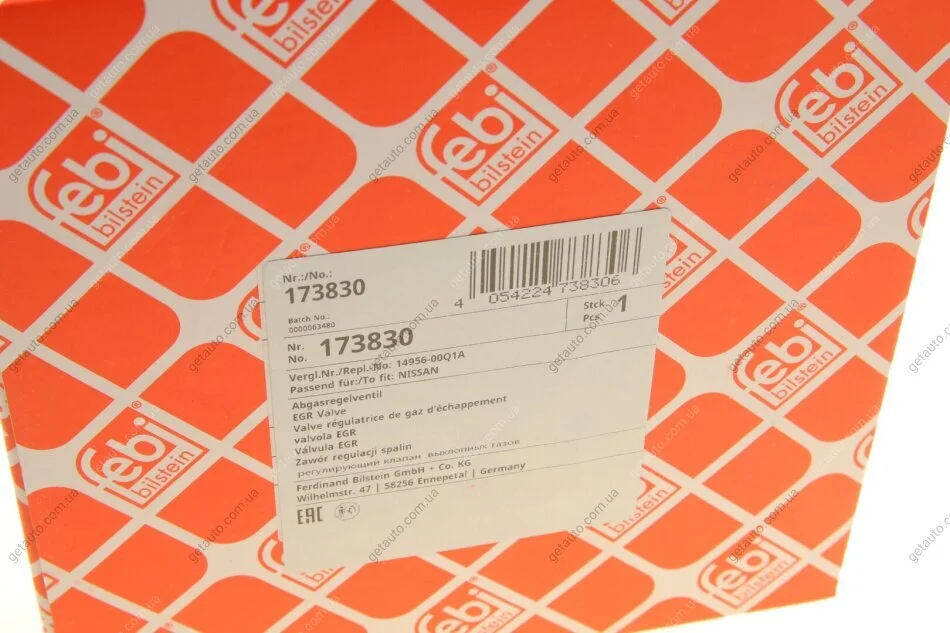 febi
bilstein
Nr.:/No.:
173830
4 054224 738306
Batch No.:
0000063480
Nr.
No. 173830
Stck.
Pcs. 1
Vergl.Nr./Repl.-No: 14956-00Q1A
Passend für:/To fit: NISSAN
Abgasregelventil
EGR Valve
Valve régulatrice de gaz d'échappement
valvola EGR
Válvula EGR
Zawór regulacji spalin
регулирующий клапан, выхлопных газов
Ferdinand Bilstein GmbH + Co. KG
Wilhelmstr. 47 | 58256 Ennepetal | Germany
EAC
getauto.com.ua